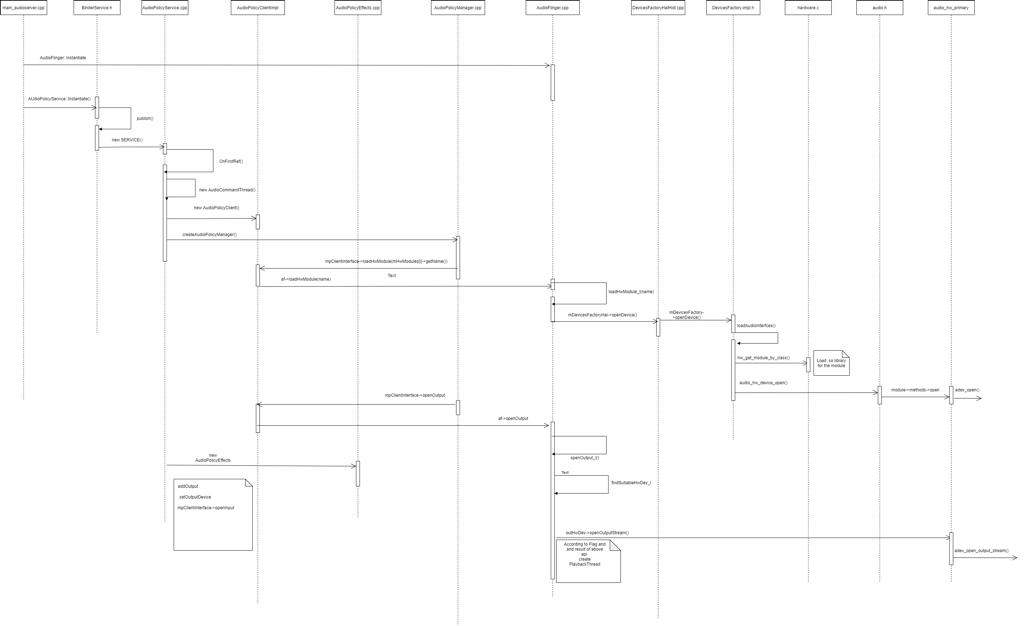 main_audioserver.cpp
BinderService.h
AudioPolicyService.cpp
AudioPolicyClientImpl
AudioPolicyEffects.cpp
AudioPolicyManager.cpp
AudioFlinger.cpp
DevicesFactoryHalHidl.cpp
DevicesFactory.impl.h
hardware.c
audio.h
audio_hw_primary
AudioFlinger::Instantiate
AUdioPolicyService::Instantiate()
publish()
new SERVICE()
OnFirstRef()
new AudioCommandThread()
new AudioPolicyClient()
createAudioPolicyManager()
mpClientInterface->loadHwModule(mHwModules[i]->getName())
Text
af->loadHwModule(name)
loadHwModule_l(name)
mDevicesFactoryHal->openDevice()
mDevicesFactory-
>openDevice()
loadAudioInterfces()
hw_get_module_by_class()
Load .so library
for the module
audio_hw_device_open()
module->methods->open
adev_open()
mpClientInterface->openOutput
af->openOutput
openOutput_l()
new
AudioPolicyEffects
Text
findSuitableHwDev_l
addOutput
setOutputDevice
mpClientInterface->openInput
outHwDev->openOutputStream()
According to Flag and
and result of above
api
create
PlaybackThread
adev_open_output_stream()